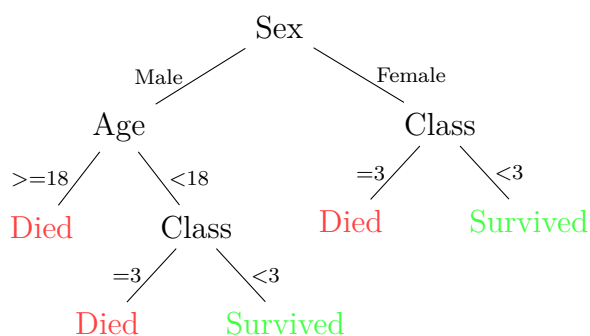 Sex
Male Female
Age Class
>=18 <18 =3 <3
Died Class Died Survived
=3 <3
Died Survived